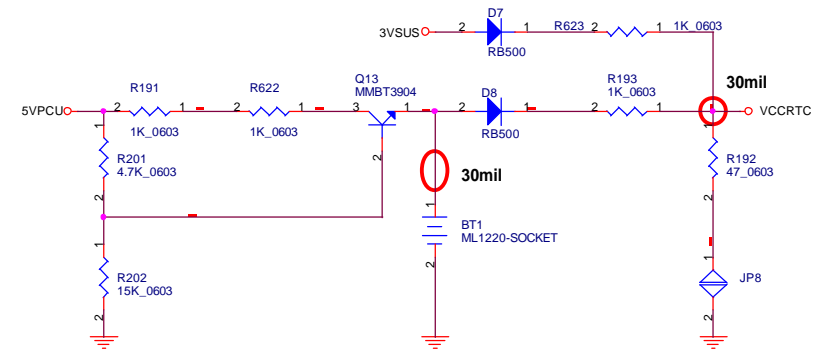 D7
3VSUS 2 1 R623 2 1 1K_0603
RB500
30mil
Q13
MMBT3904
R191 R622 D8 R193
1K_0603
5VPCU 2 1 2 1 3 1 2 1 2 1 VCCRTC
1K_0603 1K_0603 RB500
1
R201
4.7K_0603
2
2
30mil
1
R192
47_0603
2
1
BT1
ML1220-SOCKET
2
1
R202
15K_0603
2
1
JP8
2